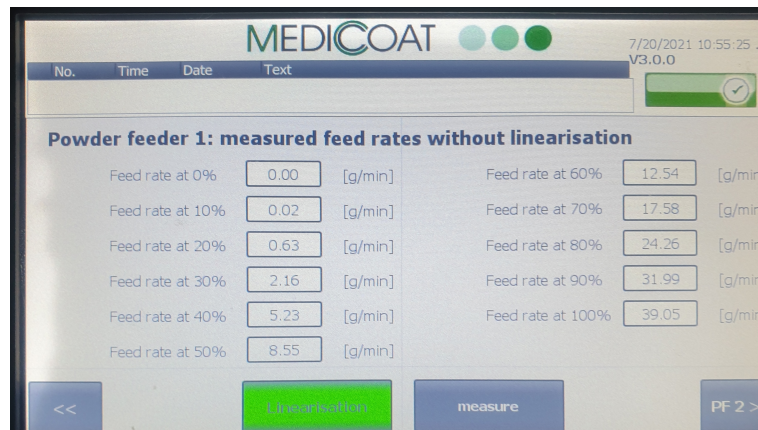 MEDICOAT
7/20/2021 10:55:25
V3.0.0
No. Time Date Text
Powder feeder 1: measured feed rates without linearisation
Feed rate at 0% 0.00 [g/min]
Feed rate at 10% 0.02 [g/min]
Feed rate at 20% 0.63 [g/min]
Feed rate at 30% 2.16 [g/min]
Feed rate at 40% 5.23 [g/min]
Feed rate at 50% 8.55 [g/min]
Feed rate at 60% 12.54 [g/min
Feed rate at 70% 17.58 [g/min
Feed rate at 80% 24.26 [g/min
Feed rate at 90% 31.99 [g/min
Feed rate at 100% 39.05 [g/min
<< Linearisation measure PF 2 >